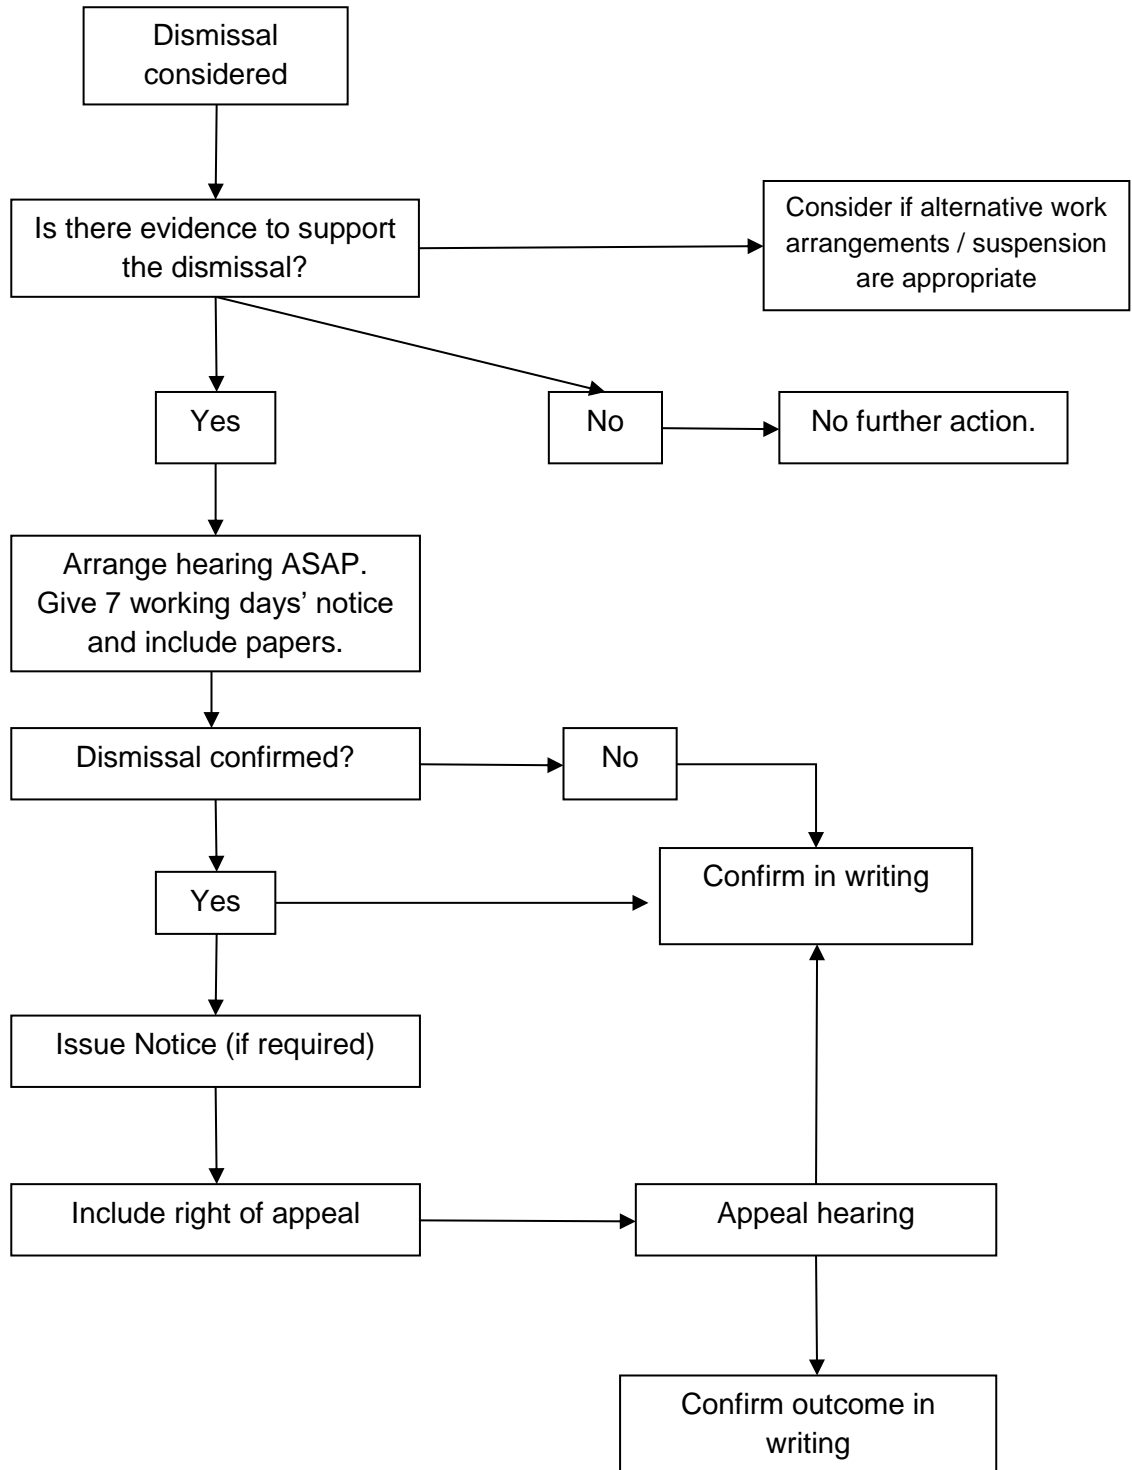 Dismissal
considered
Is there evidence to support
the dismissal?
Consider if alternative work
arrangements / suspension
are appropriate
Yes
No
No further action.
Arrange hearing ASAP.
Give 7 working days’ notice
and include papers.
Dismissal confirmed?
No
Confirm in writing
Yes
Issue Notice (if required)
Include right of appeal
Appeal hearing
Confirm outcome in
writing